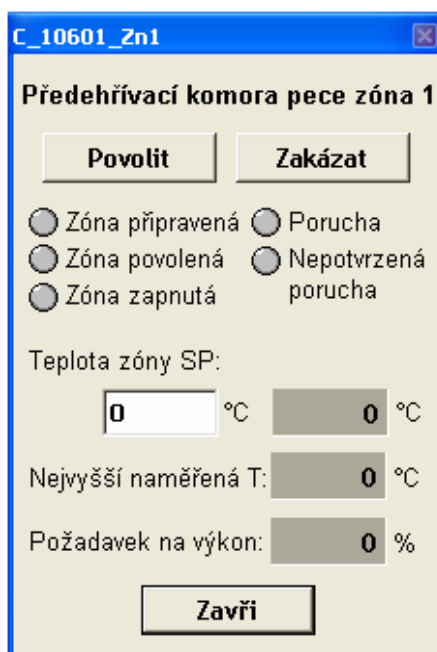 C_10601_Zn1
Předehřívací komora pece zóna 1
Povolit Zakázat
Zóna připravená Porucha
Zóna povolená Nepotvrzená
Zóna zapnutá porucha
Teplota zóny SP:
0 °C 0 °C
Nejvyšší naměřená T: 0 °C
Požadavek na výkon: 0 %
Zavři